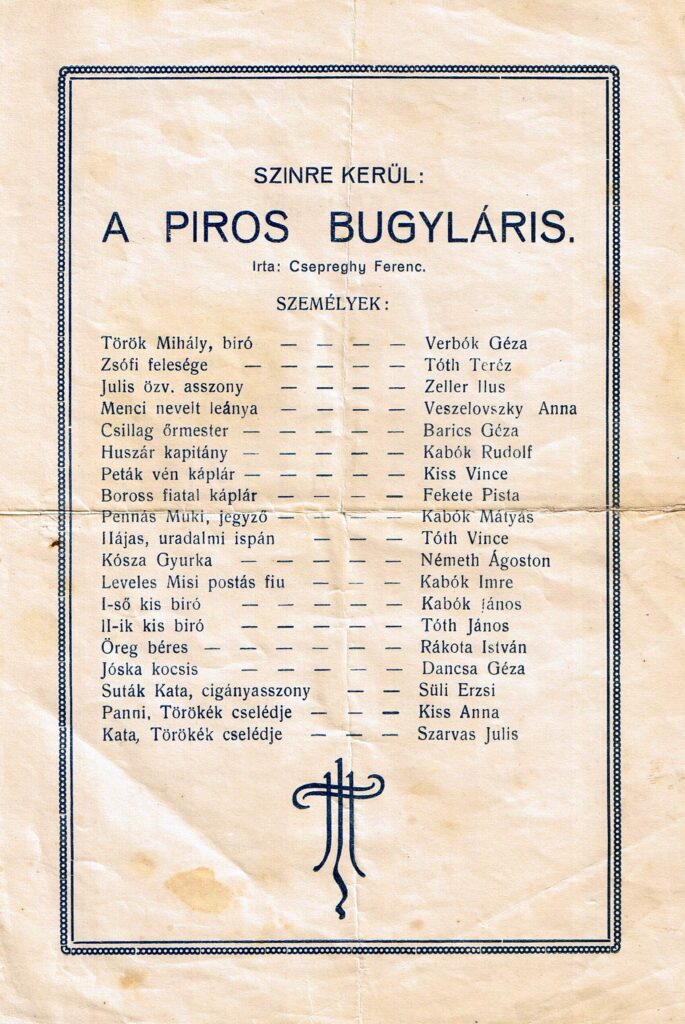 SZINRE KERÜL:
A PIROS BUGYLÁRIS.
Irta: Csepreghy Ferenc.
SZEMÉLYEK:
Török Mihály, biró — — — — Verbók Géza
Zsófi felesége — — — — — Tóth Teréz
Julis özv. asszony — — — — Zeller Ilus
Menci nevelt leánya — — — — Veszelovszky Anna
Csillag őrmester — — — — — Barics Géza
Huszár kapitány — — — — — Kabók Rudolf
Peták vén káplár — — — — — Kiss Vince
Boross fiatal káplár — — — — Fekete Pista
Pennás Muki, jegyző — — — — Kabók Mátyás
Hájas, uradalmi ispán — — — Tóth Vince
Kósza Gyurka — — — — — Németh Ágoston
Leveles Misi postás fiu — — — Kabók Imre
I-ső kis biró — — — — — Kabók János
II-ik kis biró — — — — — Tóth János
Öreg béres — — — — — — Rákota István
Jóska kocsis — — — — — Dancsa Géza
Suták Kata, cigányasszony — — Süli Erzsi
Panni, Törökék cselédje — — — Kiss Anna
Kata, Törökék cselédje — — — Szarvas Julis